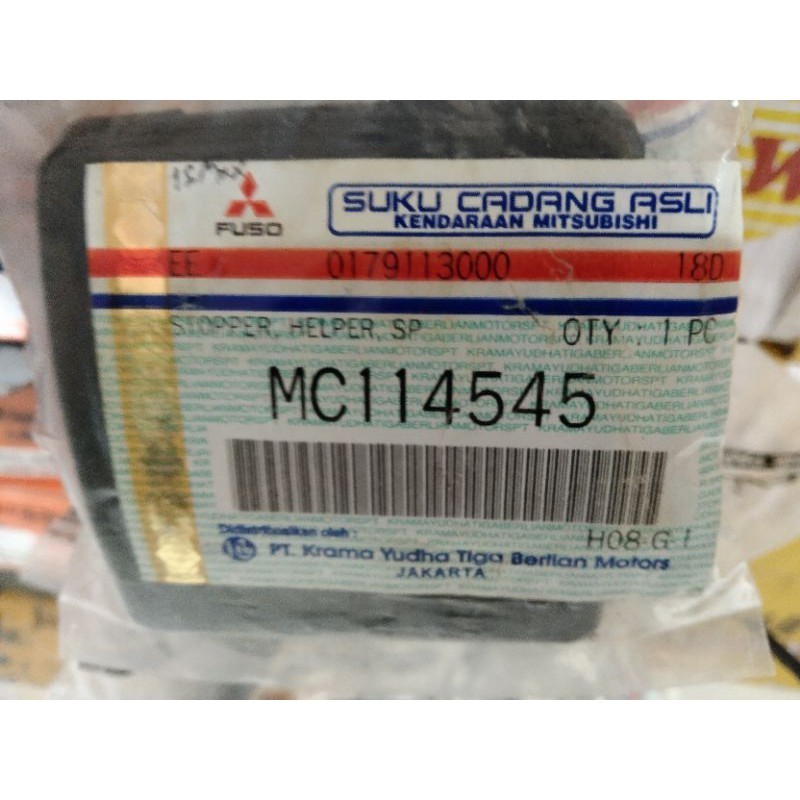 FUSO
SUKU CADANG ASLI
KENDARAAN MITSUBISHI
EE 0179113000 18D
STOPPER, HELPER, SP QTY : 1 PC
MC114545
Didistribusikan oleh :
H08-G-1
PT. Krama Yudha Tiga Berlian Motors
JAKARTA